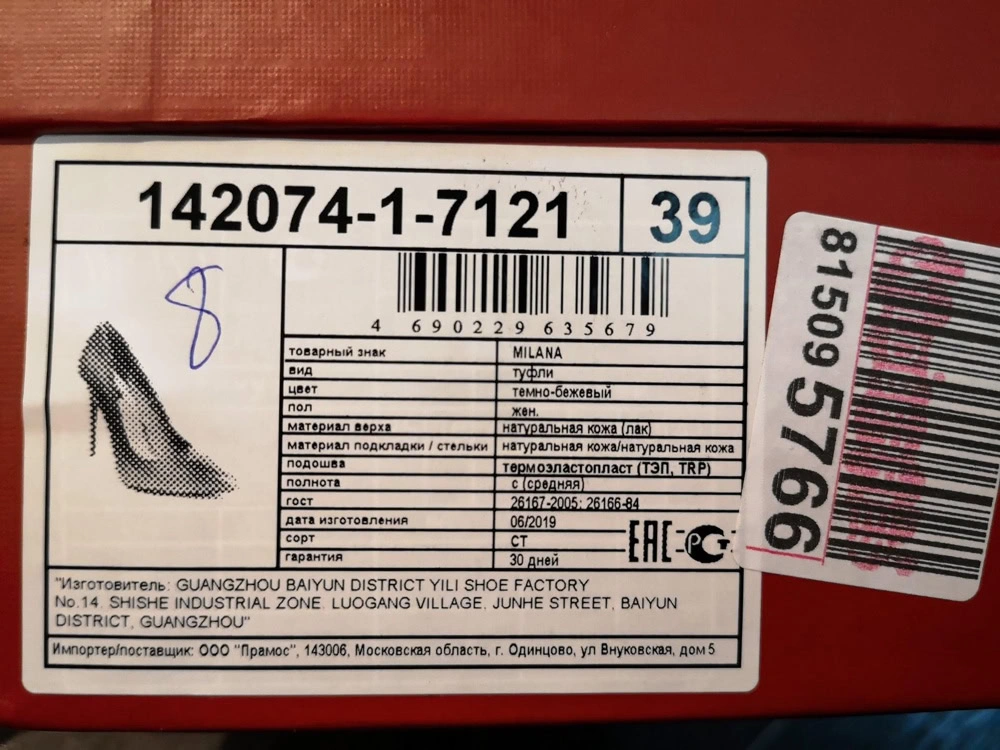 142074-1-7121 39
8
4 690229 635679
товарный знак MILANA
вид туфли
цвет темно-бежевый
пол жен.
материал верха натуральная кожа (лак)
материал подкладки / стельки натуральная кожа/натуральная кожа
подошва термоэластопласт (ТЭП, TRP)
полнота с (средняя)
гост 26167-2005; 26166-84
дата изготовления 06/2019
сорт СТ
гарантия 30 дней
EAC РСТ
"Изготовитель: GUANGZHOU BAIYUN DISTRICT YILI SHOE FACTORY
No.14. SHISHE INDUSTRIAL ZONE. LUOGANG VILLAGE, JUNHE STREET, BAIYUN
DISTRICT, GUANGZHOU"
Импортер/поставщик: ООО "Прамос", 143006, Московская область, г. Одинцово, ул Внуковская, дом 5
81509 5766